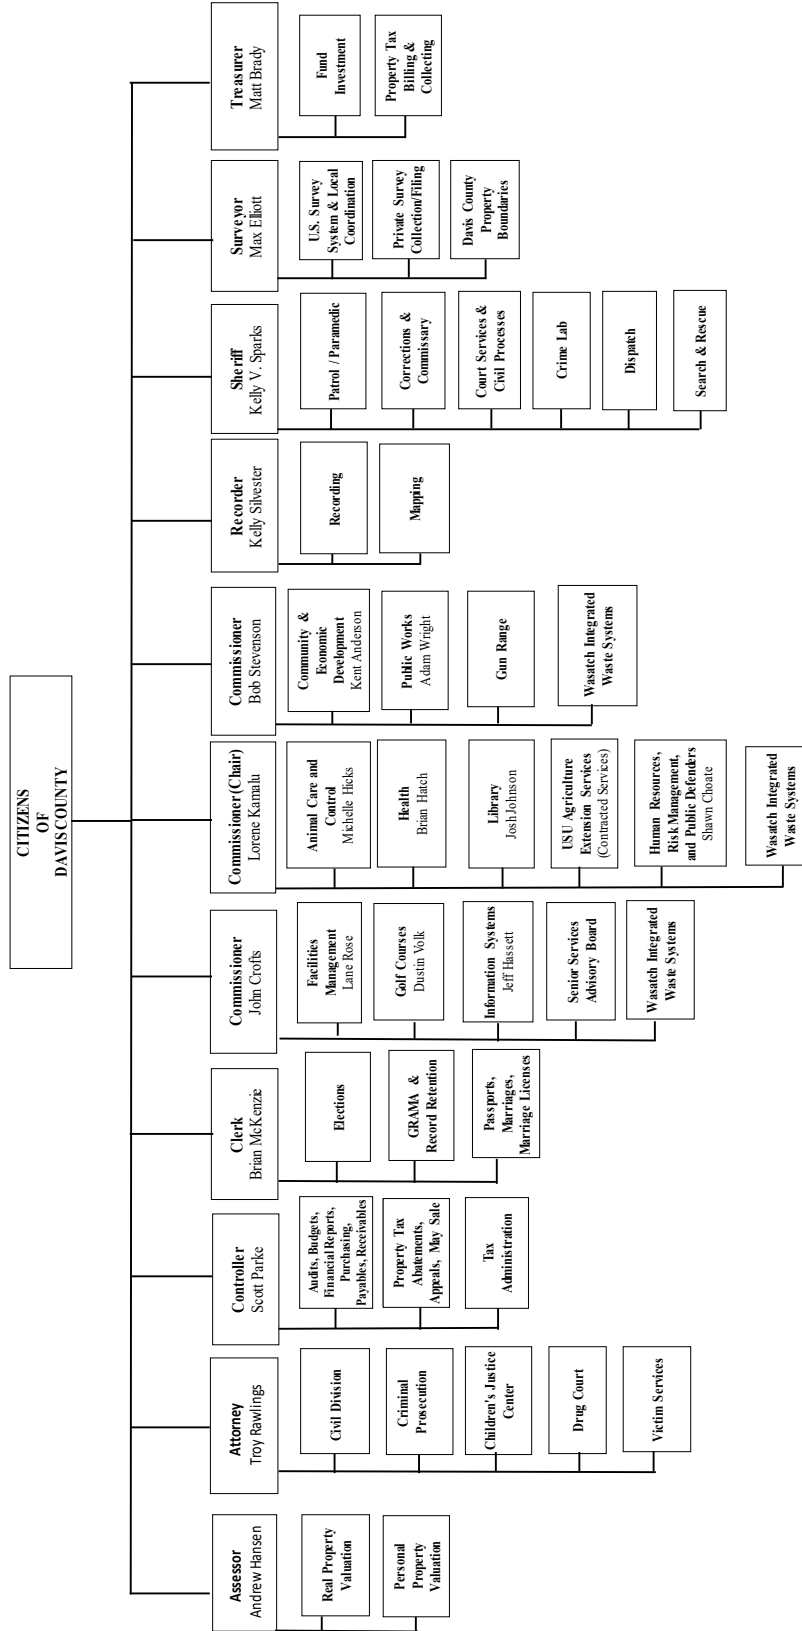 CITIZENS
OF
DAVIS COUNTY
Assessor
Andrew Hansen
Real Property
Valuation
Personal
Property
Valuation
Attorney
Troy Rawlings
Civil Division
Criminal
Prosecution
Children's Justice
Center
Drug Court
Victim Services
Controller
Scott Parke
Audits, Budgets,
Financial Reports,
Purchasing,
Payables, Receivables
Property Tax
Abatements,
Appeals, May Sale
Tax
Administration
Clerk
Brian McKenzie
Elections
GRAMA &
Record Retention
Passports,
Marriages,
Marriage Licenses
Commissioner
John Crofts
Facilities
Management
Lane Rose
Golf Courses
Dustin Volk
Information Systems
Jeff Hassett
Senior Services
Advisory Board
Wasatch Integrated
Waste Systems
Commissioner (Chair)
Lorene Kamalu
Animal Care and
Control
Michelle Hicks
Health
Brian Hatch
Library
Josh Johnson
USU Agriculture
Extension Services
(Contracted Services)
Human Resources,
Risk Management,
and Public Defenders
Shawn Choate
Wasatch Integrated
Waste Systems
Commissioner
Bob Stevenson
Community &
Economic
Development
Kent Anderson
Public Works
Adam Wright
Gun Range
Wasatch Integrated
Waste Systems
Recorder
Kelly Silvester
Recording
Mapping
Sheriff
Kelly V. Sparks
Patrol / Paramedic
Corrections &
Commissary
Court Services &
Civil Processes
Crime Lab
Dispatch
Search & Rescue
Surveyor
Max Elliott
U.S. Survey
System & Local
Coordination
Private Survey
Collection/Filing
Davis County
Property
Boundaries
Treasurer
Matt Brady
Fund
Investment
Property Tax
Billing &
Collecting